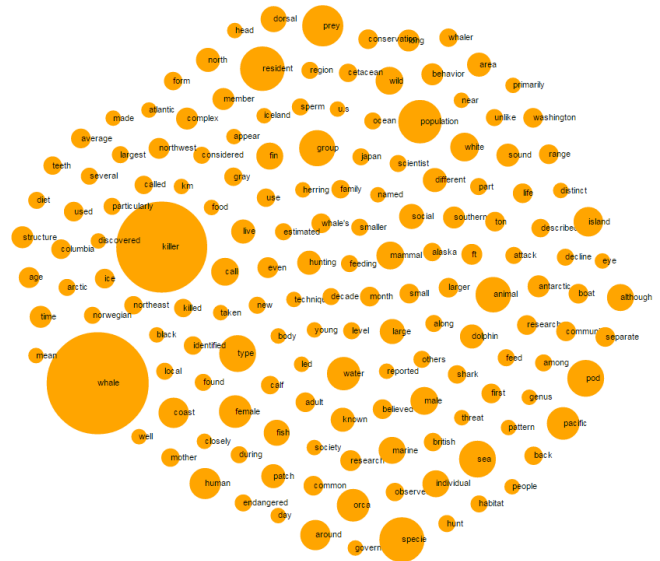 dorsal
head
prey
conservation
long
whaler
north
resident
region
cetacean
wild
behavior
area
form
member
primarily
made
atlantic
complex
iceland
sperm
u.s
near
ocean
population
unlike
washington
average
appear
largest
northwest
considered
fin
group
japan
scientist
white
sound
range
teeth
several
called
km
gray
herring
family
named
different
part
life
distinct
diet
used
particularly
food
use
estimated
whale's
smaller
social
southern
ton
described
island
structure
columbia
discovered
killer
live
call
even
hunting
feeding
mammal
alaska
ft
attack
decline
eye
age
arctic
ice
time
norwegian
northeast
killed
taken
new
decade
month
small
larger
animal
antarctic
boat
although
mean
black
identified
type
body
young
level
large
along
dolphin
research
separate
whale
local
found
calf
led
water
reported
others
shark
feed
among
pod
coast
female
adult
known
believed
male
first
genus
threat
well
closely
fish
society
marine
british
pattern
pacific
mother
during
research
sea
back
human
patch
common
observe
individual
people
endangered
day
orca
habitat
around
govern
specie
hunt